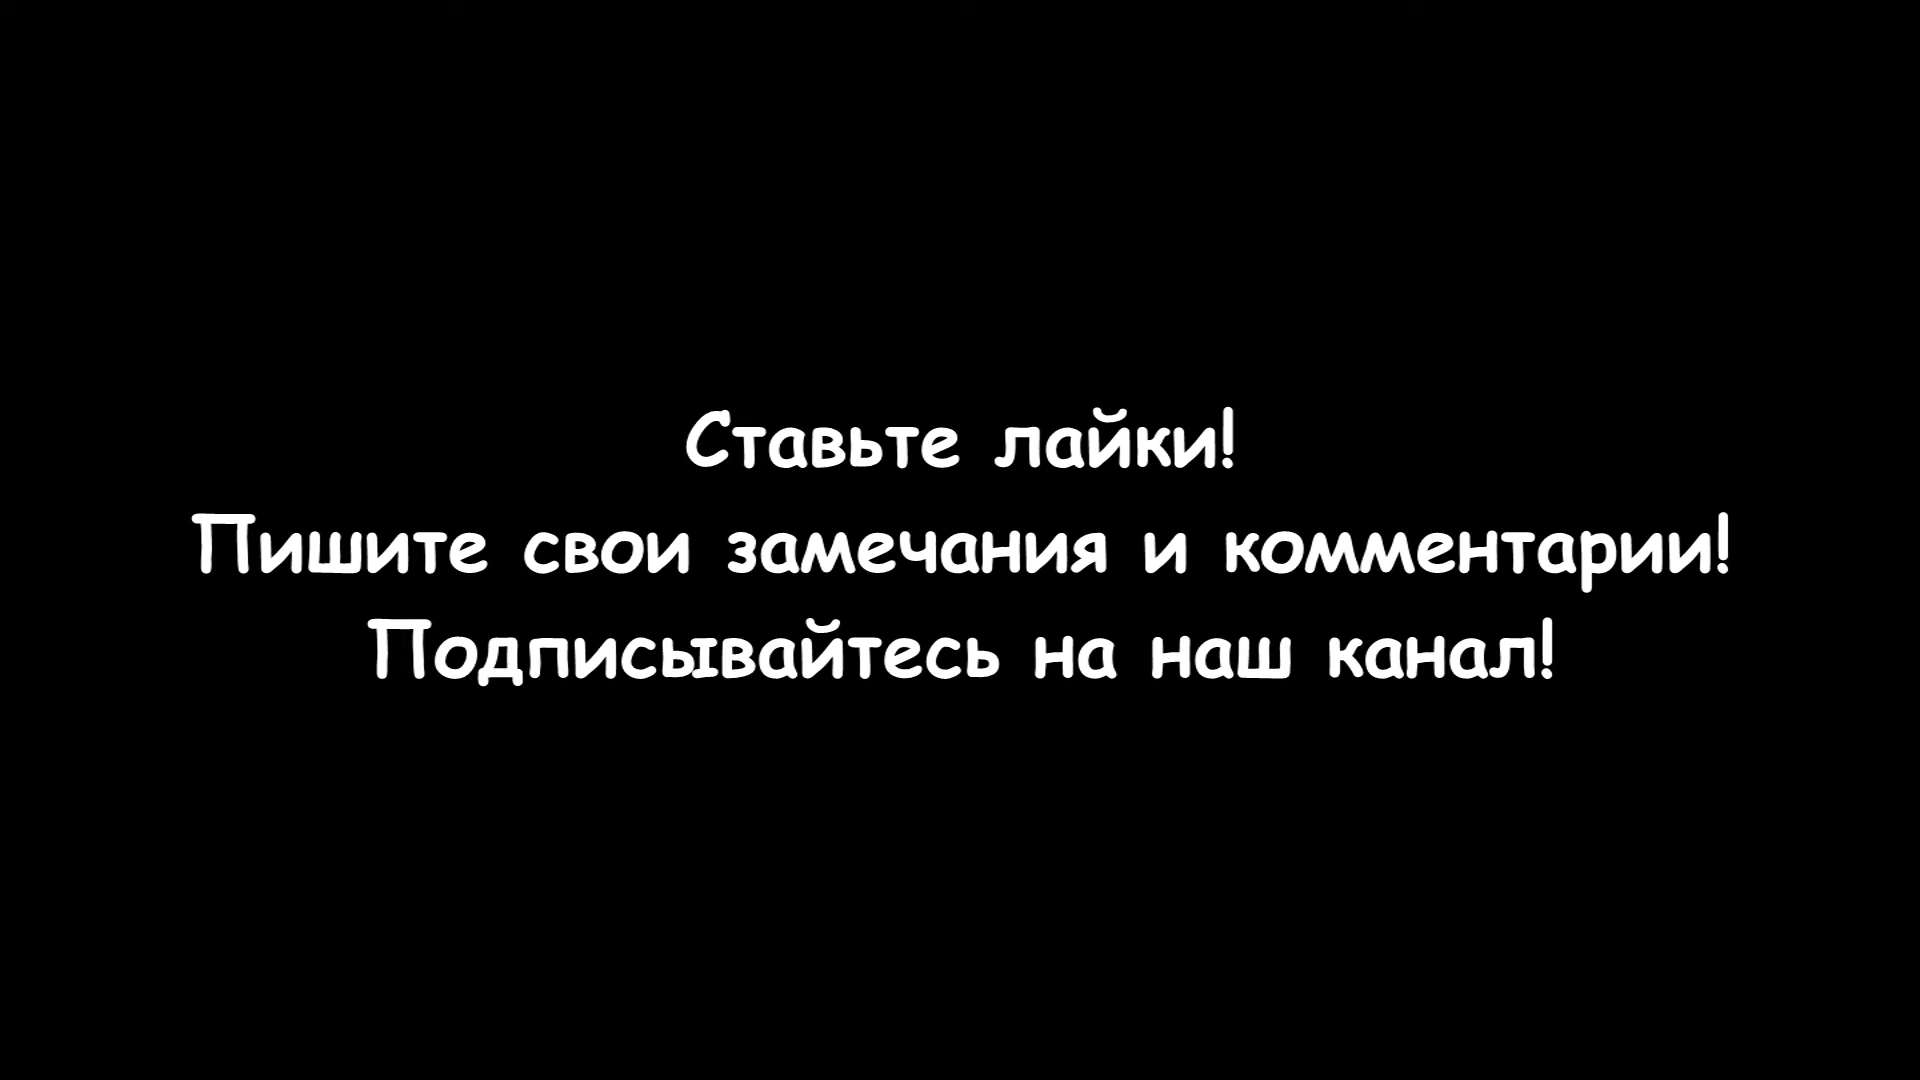 Ставьте лайки!
Пишите свои замечания и комментарии!
Подписывайтесь на наш канал!